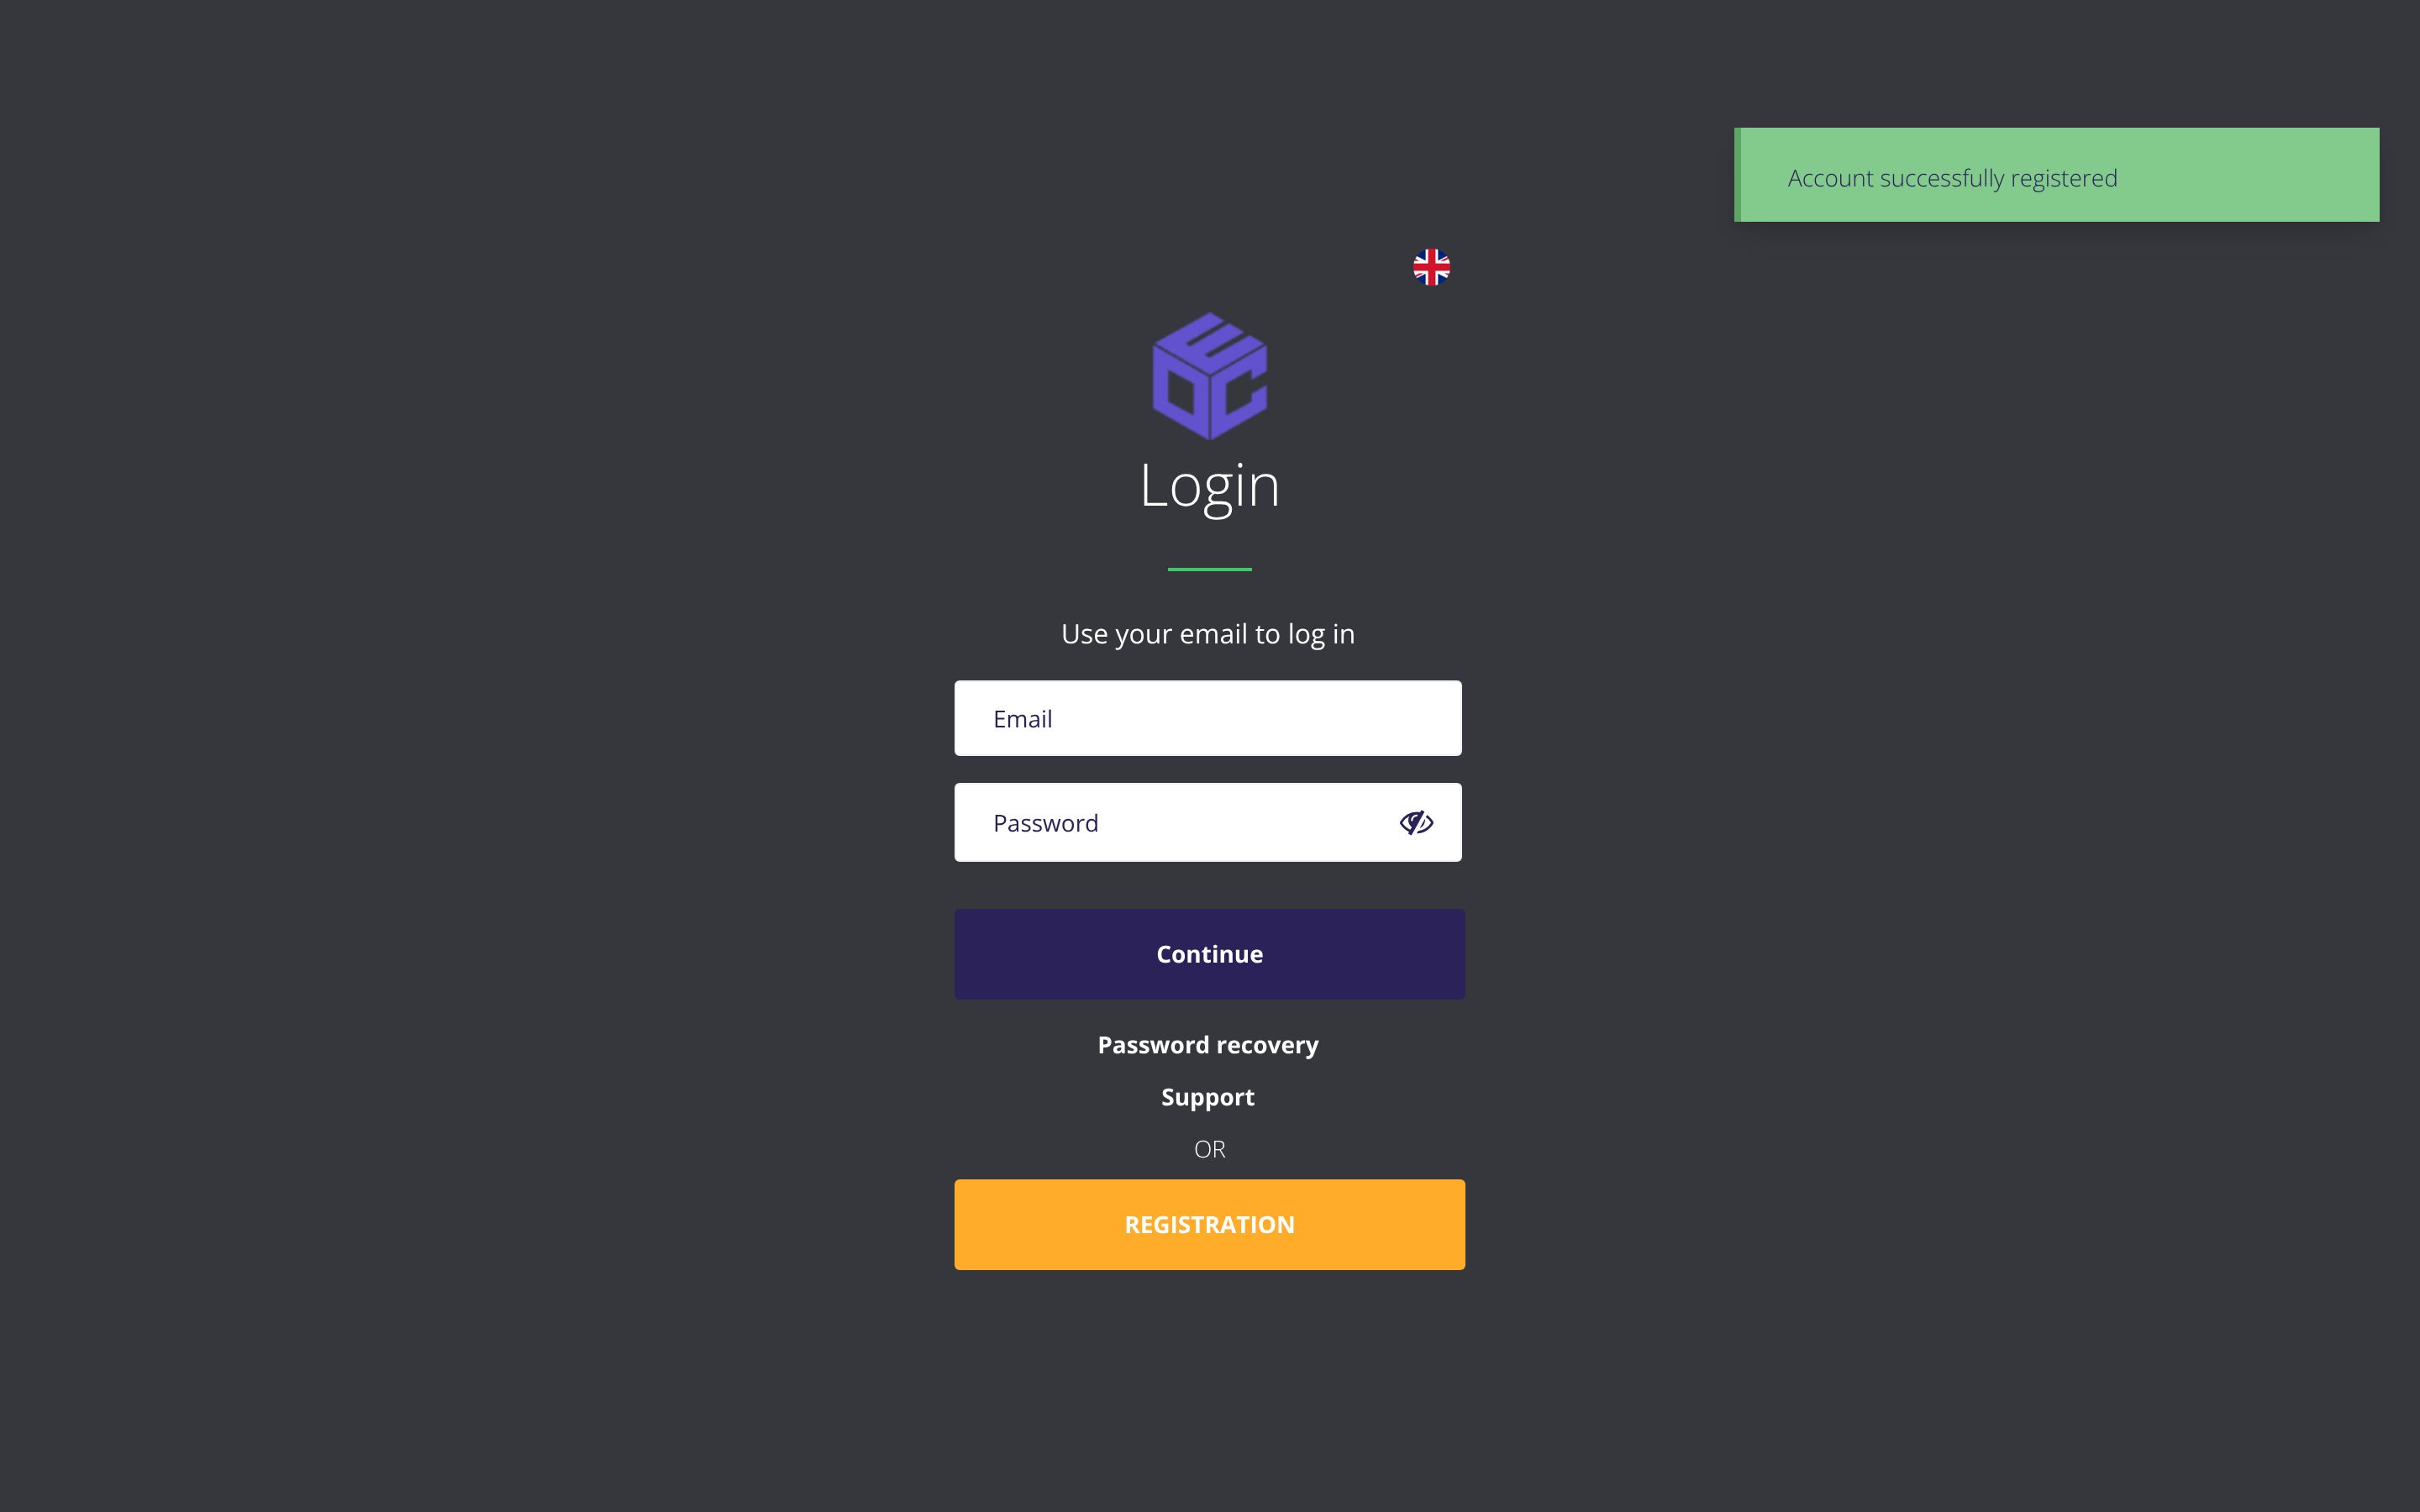 Account successfully registered
Login
Use your email to log in
Email
Password
Continue
Password recovery
Support
OR
REGISTRATION